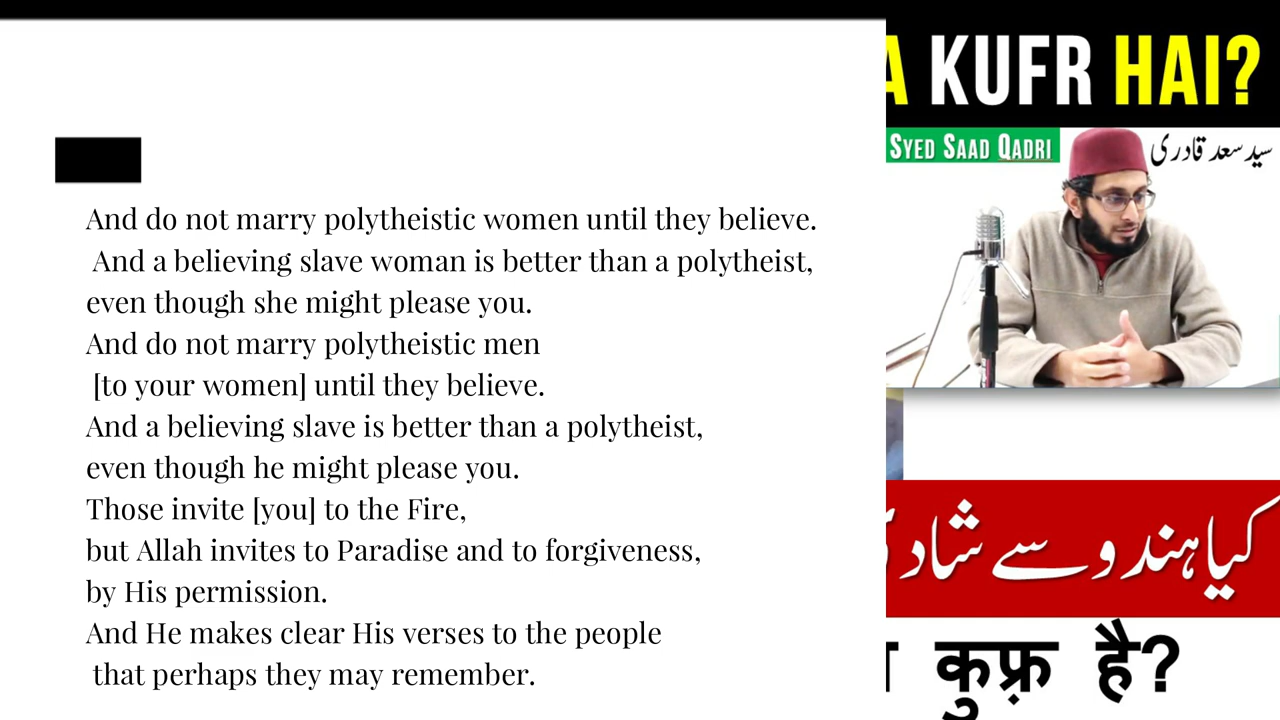 And do not marry polytheistic women until they believe.
And a believing slave woman is better than a polytheist,
even though she might please you.
And do not marry polytheistic men
[to your women] until they believe.
And a believing slave is better than a polytheist,
even though he might please you.
Those invite [you] to the Fire,
but Allah invites to Paradise and to forgiveness,
by His permission.
And He makes clear His verses to the people
that perhaps they may remember.
A KUFR HAI?
SYED SAAD QADRI
سید سعد قادری
کیا ہندو سے شادی
कुफ़्र है?